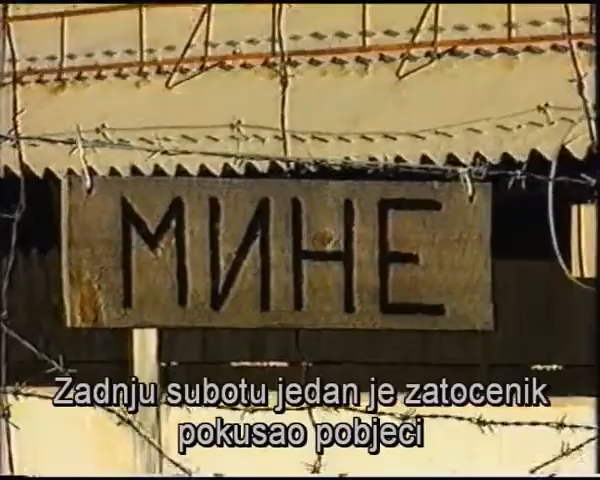 МИНЕ
Zadnju subotu jedan je zatocenik
pokusao pobjeci